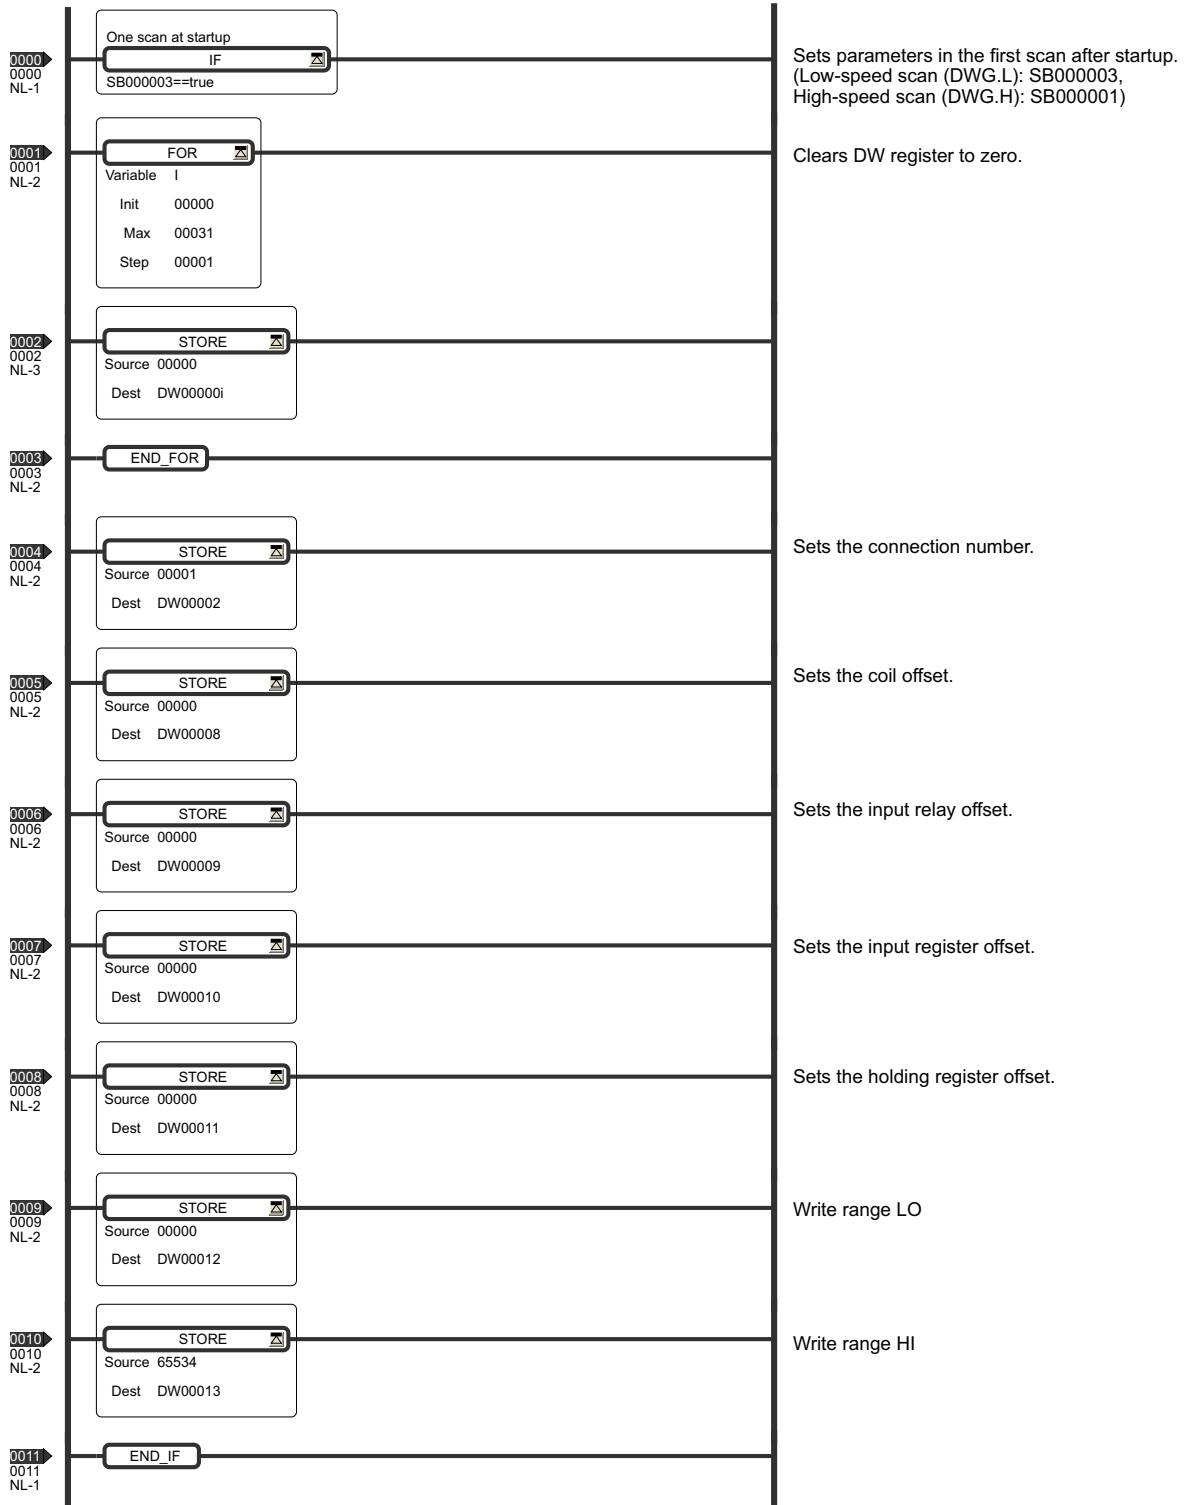 One scan at startup
0000
0000
NL-1
IF
SB000003==true
Sets parameters in the first scan after startup.
(Low-speed scan (DWG.L): SB000003,
High-speed scan (DWG.H): SB000001)
0001
0001
NL-2
FOR
Variable I
Init 00000
Max 00031
Step 00001
Clears DW register to zero.
0002
0002
NL-3
STORE
Source 00000
Dest DW00000i
0003
0003
NL-2
END_FOR
0004
0004
NL-2
STORE
Source 00001
Dest DW00002
Sets the connection number.
0005
0005
NL-2
STORE
Source 00000
Dest DW00008
Sets the coil offset.
0006
0006
NL-2
STORE
Source 00000
Dest DW00009
Sets the input relay offset.
0007
0007
NL-2
STORE
Source 00000
Dest DW00010
Sets the input register offset.
0008
0008
NL-2
STORE
Source 00000
Dest DW00011
Sets the holding register offset.
0009
0009
NL-2
STORE
Source 00000
Dest DW00012
Write range LO
0010
0010
NL-2
STORE
Source 65534
Dest DW00013
Write range HI
0011
0011
NL-1
END_IF